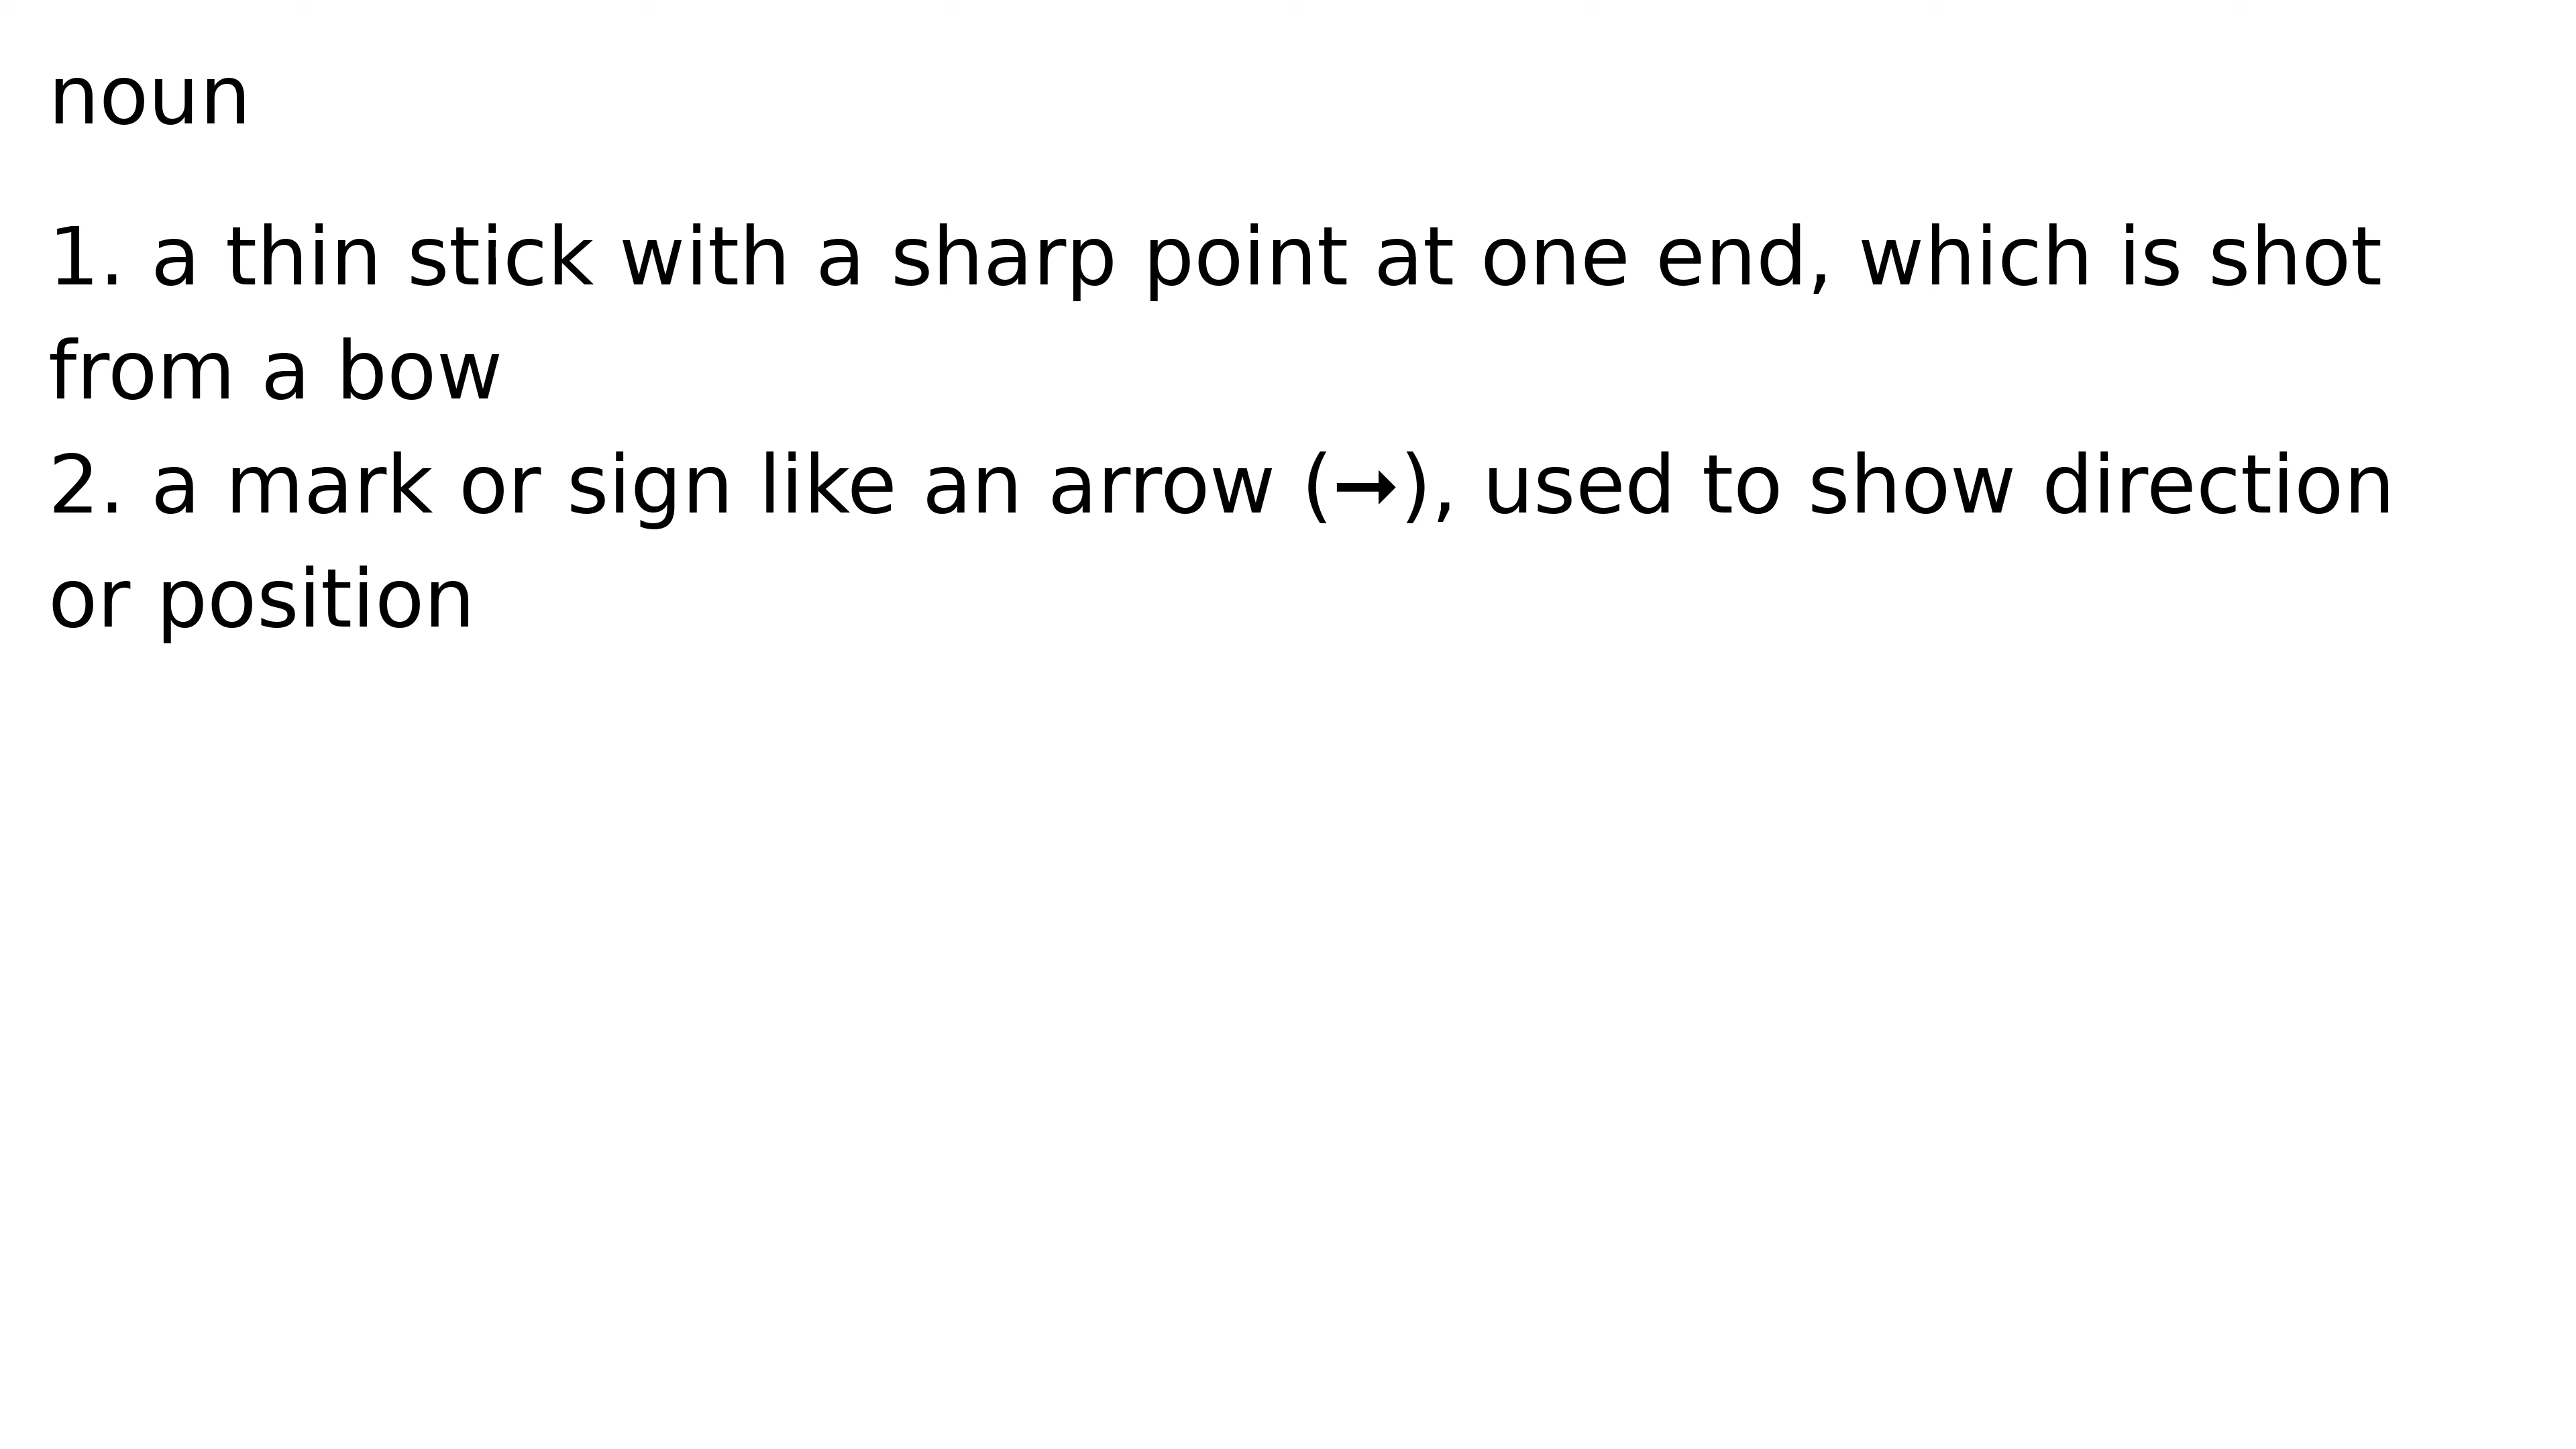 noun
1. a thin stick with a sharp point at one end, which is shot
from a bow
2. a mark or sign like an arrow (➞), used to show direction
or position